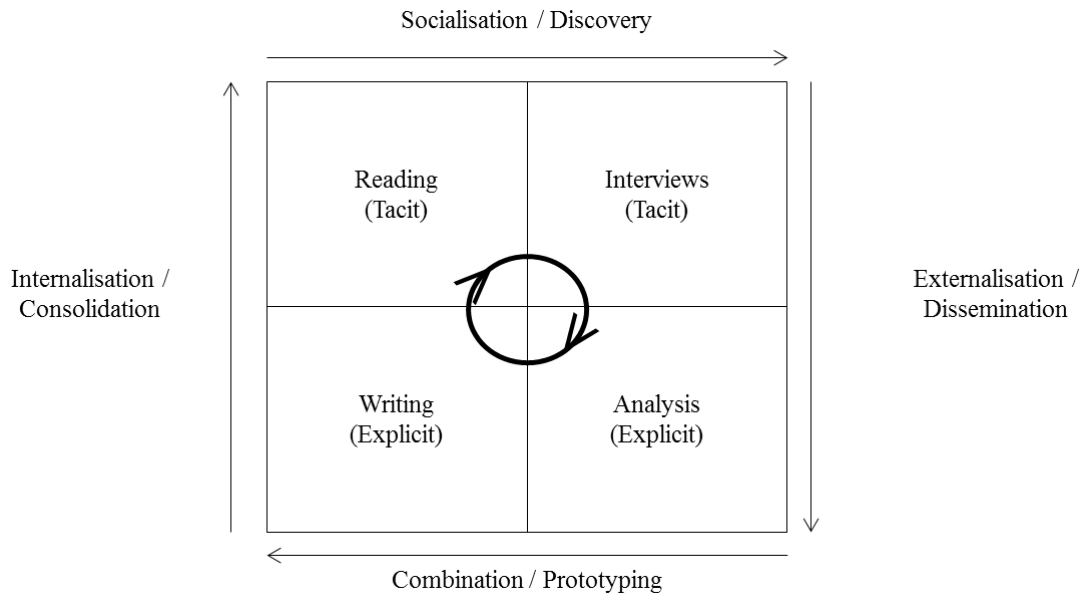 Socialisation / Discovery
Reading
(Tacit)
Interviews
(Tacit)
Internalisation /
Consolidation
Externalisation /
Dissemination
Writing
(Explicit)
Analysis
(Explicit)
Combination / Prototyping